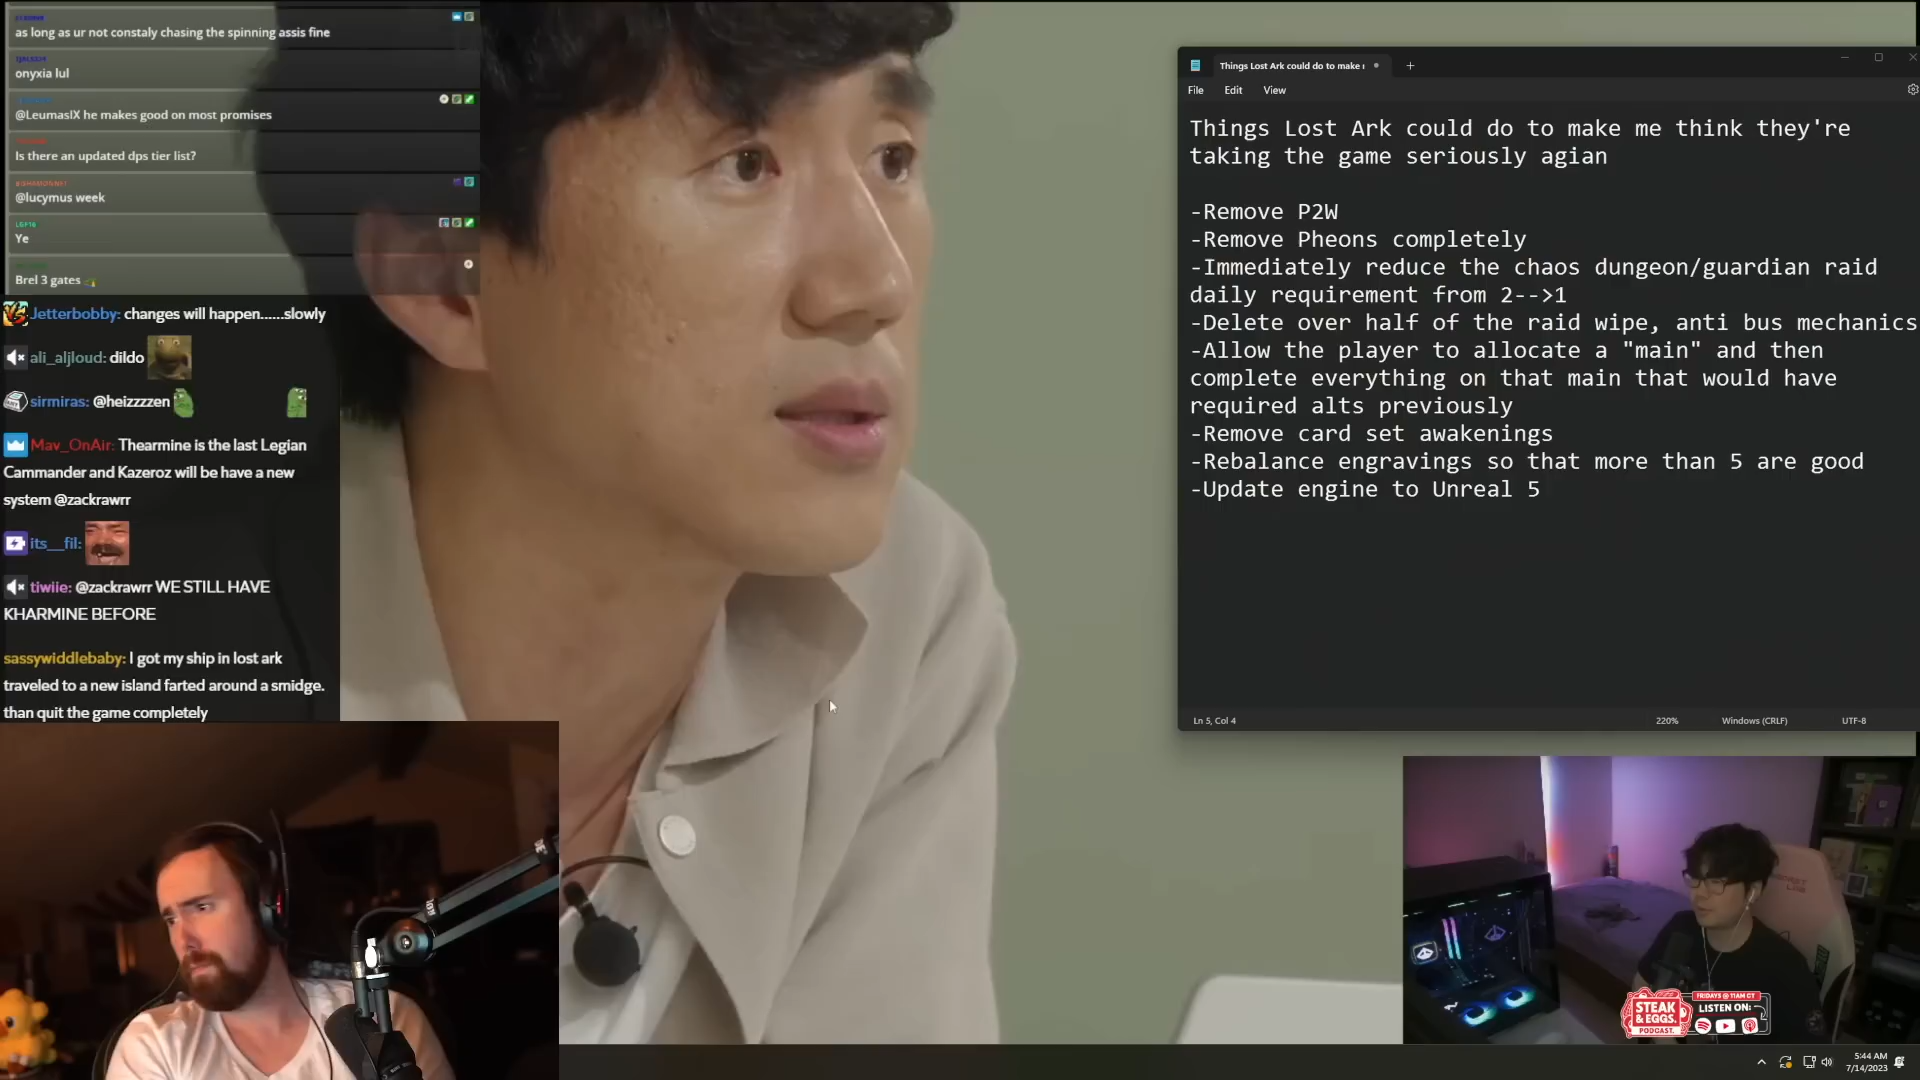 as long as ur not constaly chasing the spinning assis fine
onyxia lul
@LeumasIX he makes good on most promises
Is there an updated dps tier list?
@lucymus week
LGF16
Ye
Brel 3 gates
Jetterbobby: changes will happen......slowly
ali_aljloud: dildo
sirmiras: @heizzzzen
Mav_OnAir: Thearmine is the last Legian
Cammander and Kazeroz will be have a new
system @zackrawrr
its__fil:
tiwiie: @zackrawrr WE STILL HAVE
KHARMINE BEFORE
sassywiddlebaby: I got my ship in lost ark
traveled to a new island farted around a smidge.
than quit the game completely
Things Lost Ark could do to make
File Edit View
Things Lost Ark could do to make me think they're
taking the game seriously agian
-Remove P2W
-Remove Pheons completely
-Immediately reduce the chaos dungeon/guardian raid
daily requirement from 2-->1
-Delete over half of the raid wipe, anti bus mechanics
-Allow the player to allocate a "main" and then
complete everything on that main that would have
required alts previously
-Remove card set awakenings
-Rebalance engravings so that more than 5 are good
-Update engine to Unreal 5
Ln 5, Col 4
220%
Windows (CRLF)
UTF-8
STEAK
& EGGS.
PODCAST.
FRIDAYS @ 11AM CT
LISTEN ON:
5:44 AM
7/14/2023